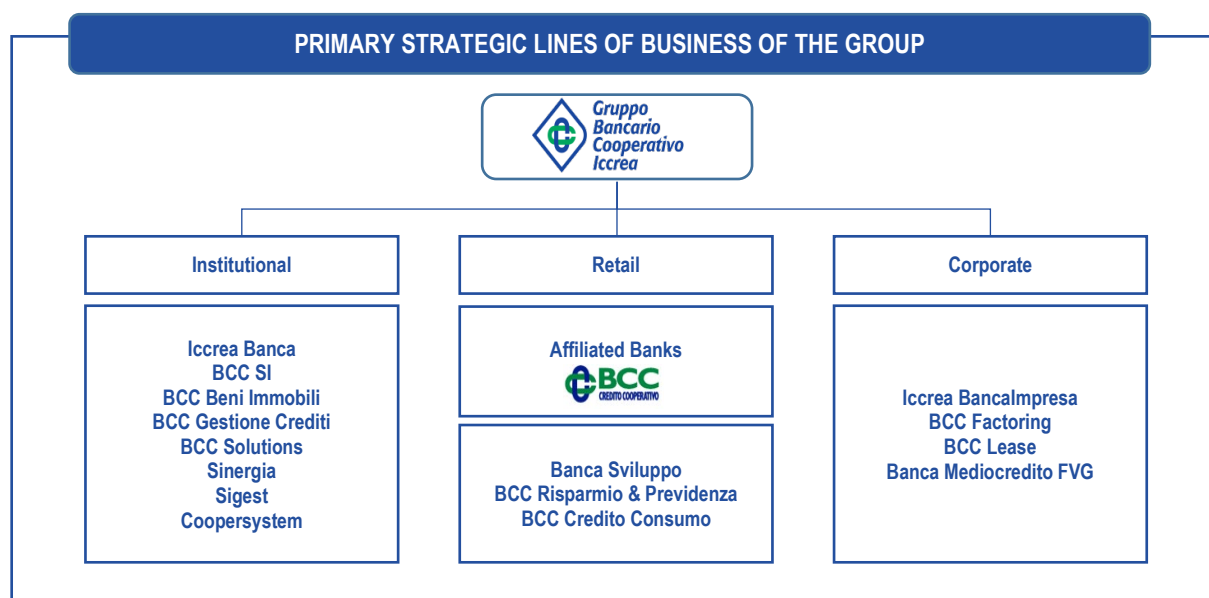 PRIMARY STRATEGIC LINES OF BUSINESS OF THE GROUP
Gruppo
Bancario
Cooperativo
Iccrea
Institutional
Retail
Corporate
Iccrea Banca
BCC SI
BCC Beni Immobili
BCC Gestione Crediti
BCC Solutions
Sinergia
Sigest
Coopersystem
Affiliated Banks
BCC
CREDITO COOPERATIVO
Banca Sviluppo
BCC Risparmio & Previdenza
BCC Credito Consumo
Iccrea BancaImpresa
BCC Factoring
BCC Lease
Banca Mediocredito FVG